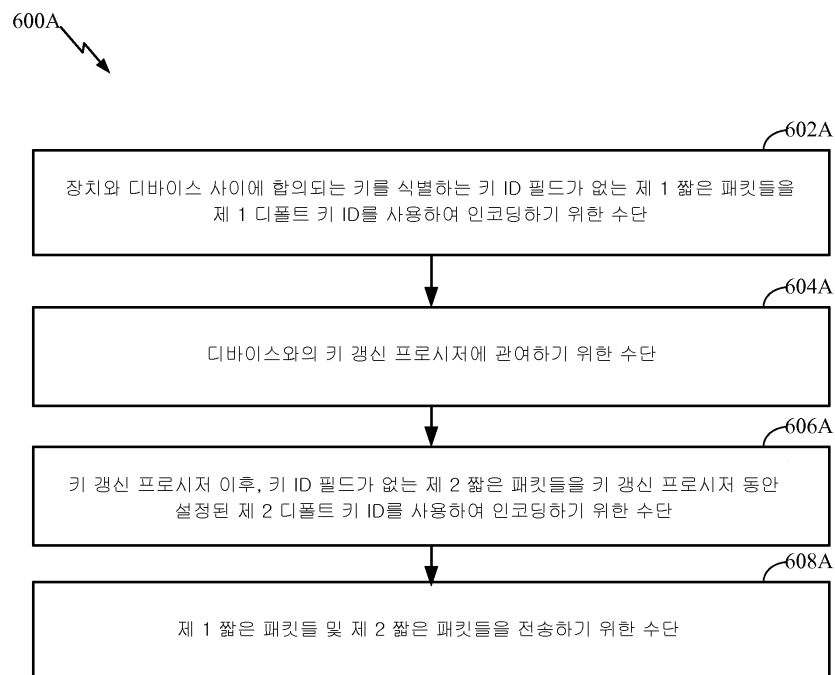 600A
602A
장치와 디바이스 사이에 합의되는 키를 식별하는 키 ID 필드가 없는 제 1 짧은 패킷들을
제 1 디폴트 키 ID를 사용하여 인코딩하기 위한 수단
604A
디바이스와의 키 갱신 프로시저에 관여하기 위한 수단
606A
키 갱신 프로시저 이후, 키 ID 필드가 없는 제 2 짧은 패킷들을 키 갱신 프로시저 동안
설정된 제 2 디폴트 키 ID를 사용하여 인코딩하기 위한 수단
608A
제 1 짧은 패킷들 및 제 2 짧은 패킷들을 전송하기 위한 수단